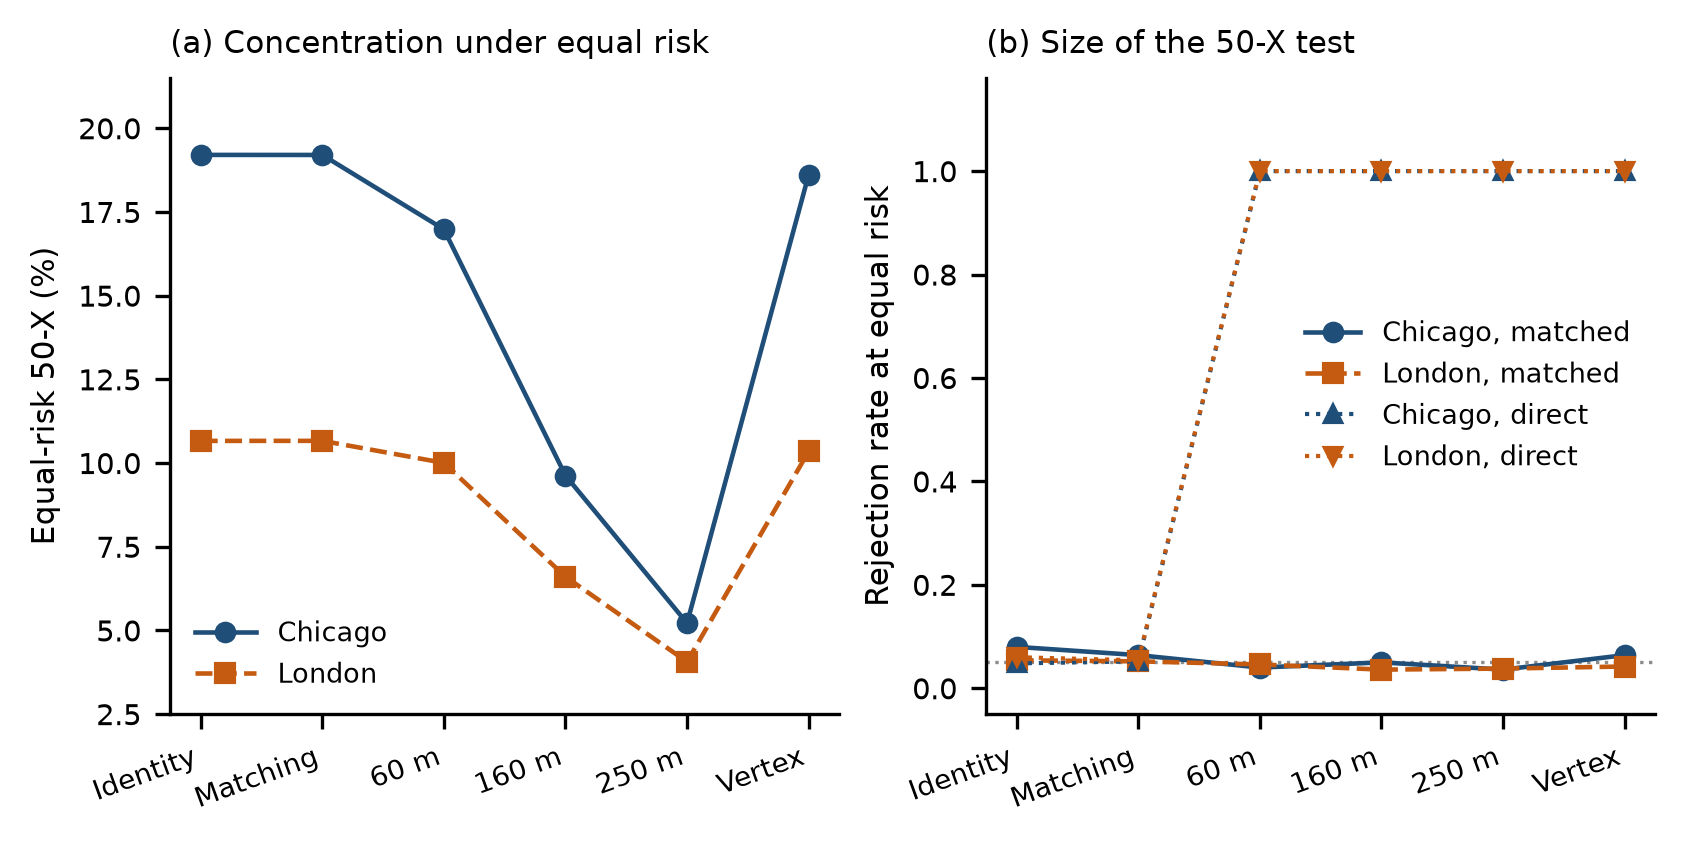 (a) Concentration under equal risk
Equal-risk 50-X (%)
20.0
17.5
15.0
12.5
10.0
7.5
5.0
2.5
Chicago
London
Identity
Matching
60 m
160 m
250 m
Vertex
(b) Size of the 50-X test
Rejection rate at equal risk
1.0
0.8
0.6
0.4
0.2
0.0
Chicago, matched
London, matched
Chicago, direct
London, direct
Identity
Matching
60 m
160 m
250 m
Vertex